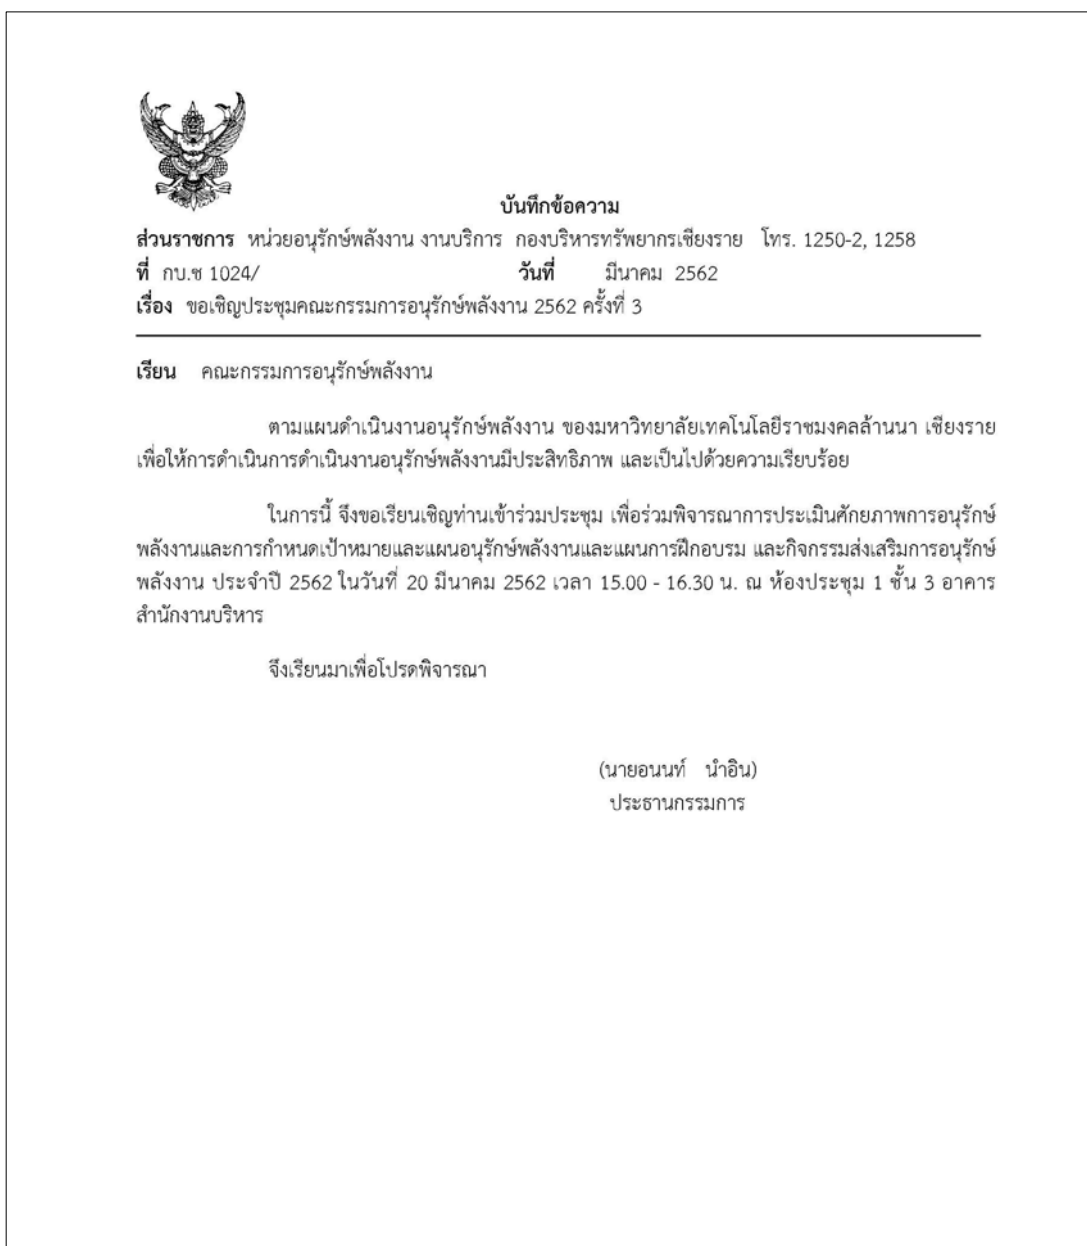 บันทึกข้อความ
ส่วนราชการ หน่วยอนุรักษ์พลังงาน งานบริการ กองบริหารทรัพยากรเชียงราย โทร. 1250-2, 1258
ที่ กบ.ช 1024/ วันที่ มีนาคม 2562
เรื่อง ขอเชิญประชุมคณะกรรมการอนุรักษ์พลังงาน 2562 ครั้งที่ 3
เรียน คณะกรรมการอนุรักษ์พลังงาน
ตามแผนดำเนินงานอนุรักษ์พลังงาน ของมหาวิทยาลัยเทคโนโลยีราชมงคลล้านนา เชียงราย
เพื่อให้การดำเนินการดำเนินงานอนุรักษ์พลังงานมีประสิทธิภาพ และเป็นไปด้วยความเรียบร้อย
ในการนี้ จึงขอเรียนเชิญท่านเข้าร่วมประชุม เพื่อร่วมพิจารณาการประเมินศักยภาพการอนุรักษ์
พลังงานและการกำหนดเป้าหมายและแผนอนุรักษ์พลังงานและแผนการฝึกอบรม และกิจกรรมส่งเสริมการอนุรักษ์
พลังงาน ประจำปี 2562 ในวันที่ 20 มีนาคม 2562 เวลา 15.00 - 16.30 น. ณ ห้องประชุม 1 ชั้น 3 อาคาร
สำนักงานบริหาร
จึงเรียนมาเพื่อโปรดพิจารณา
(นายอนนท์ นำอิน)
ประธานกรรมการ